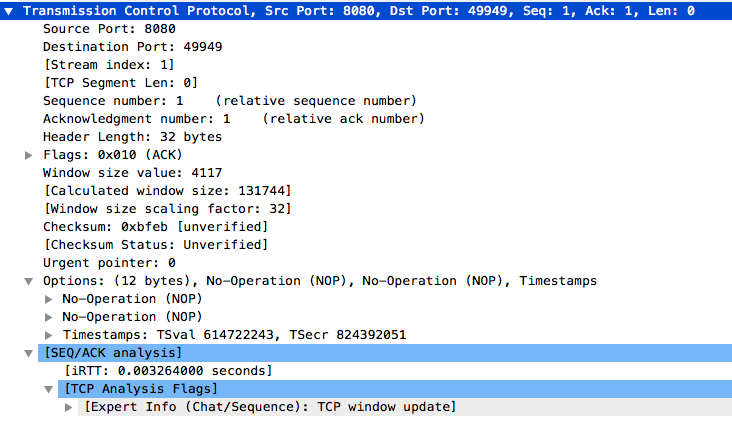 Transmission Control Protocol, Src Port: 8080, Dst Port: 49949, Seq: 1, Ack: 1, Len: 0
Source Port: 8080
Destination Port: 49949
[Stream index: 1]
[TCP Segment Len: 0]
Sequence number: 1    (relative sequence number)
Acknowledgment number: 1    (relative ack number)
Header Length: 32 bytes
Flags: 0x010 (ACK)
Window size value: 4117
[Calculated window size: 131744]
[Window size scaling factor: 32]
Checksum: 0xbfeb [unverified]
[Checksum Status: Unverified]
Urgent pointer: 0
Options: (12 bytes), No-Operation (NOP), No-Operation (NOP), Timestamps
No-Operation (NOP)
No-Operation (NOP)
Timestamps: TSval 614722243, TSecr 824392051
[SEQ/ACK analysis]
[iRTT: 0.003264000 seconds]
[TCP Analysis Flags]
[Expert Info (Chat/Sequence): TCP window update]